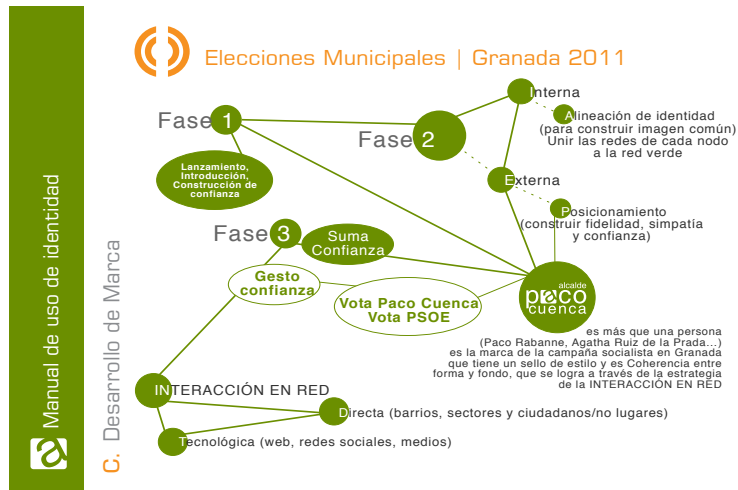 Elecciones Municipales | Granada 2011
Manual de uso de identidad
a
c. Desarrollo de Marca
Fase 1
Lanzamiento,
Introducción,
Construcción de
confianza
Fase 2
Interna
Alineación de identidad
(para construir imagen común)
Unir las redes de cada nodo
a la red verde
Externa
Posicionamiento
(construir fidelidad, simpatía
y confianza)
Fase 3
Suma
Confianza
Gesto
confianza
Vota Paco Cuenca
Vota PSOE
alcalde
paco
cuenca
es más que una persona
(Paco Rabanne, Agatha Ruiz de la Prada...)
es la marca de la campaña socialista en Granada
que tiene un sello de estilo y es Coherencia entre
forma y fondo, que se logra a través de la estrategia
de la INTERACCIÓN EN RED
INTERACCIÓN EN RED
Directa (barrios, sectores y ciudadanos/no lugares)
Tecnológica (web, redes sociales, medios)